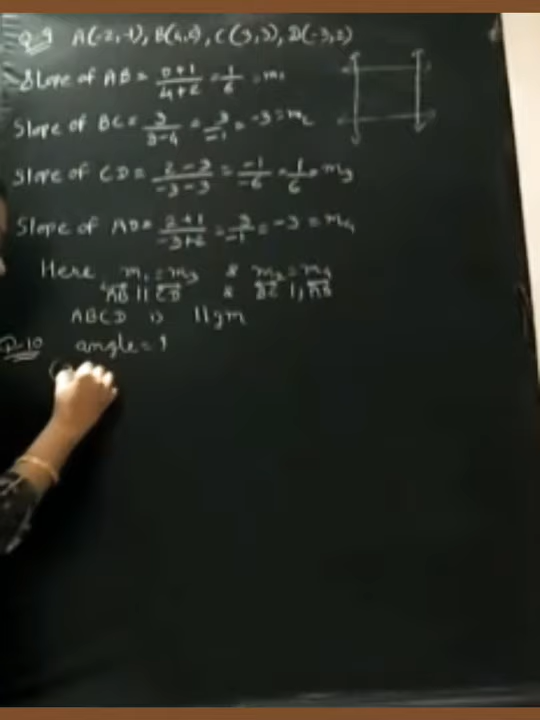 Q-9 A(-2,-1), B(4,0), C(3,3), D(-3,2)
Slope of AB = 0+1/4+2 = 1/6 = m₁
Slope of BC = 3/3-4 = 3/-1 = -3 = m₂
Slope of CD = 2-3/-3-3 = -1/-6 = 1/6 = m₃
Slope of AD = 2+1/-3+2 = 3/-1 = -3 = m₄
Here, m₁ = m₃ & m₂ = m₄
AB || CD &
ABCD is ||gm
Q-10 angle =